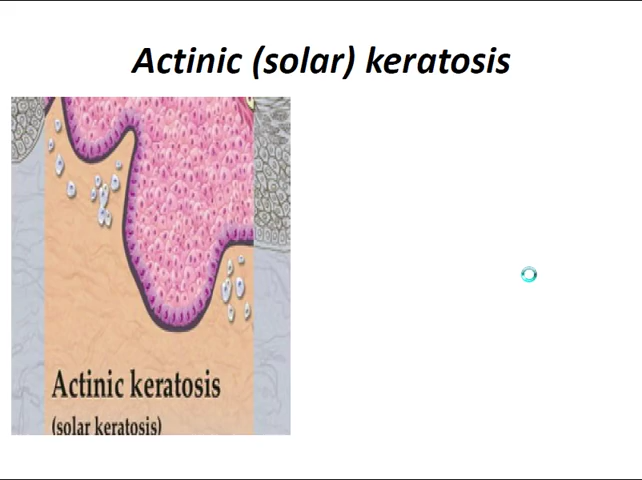 Actinic (solar) keratosis
Actinic keratosis
(solar keratosis)